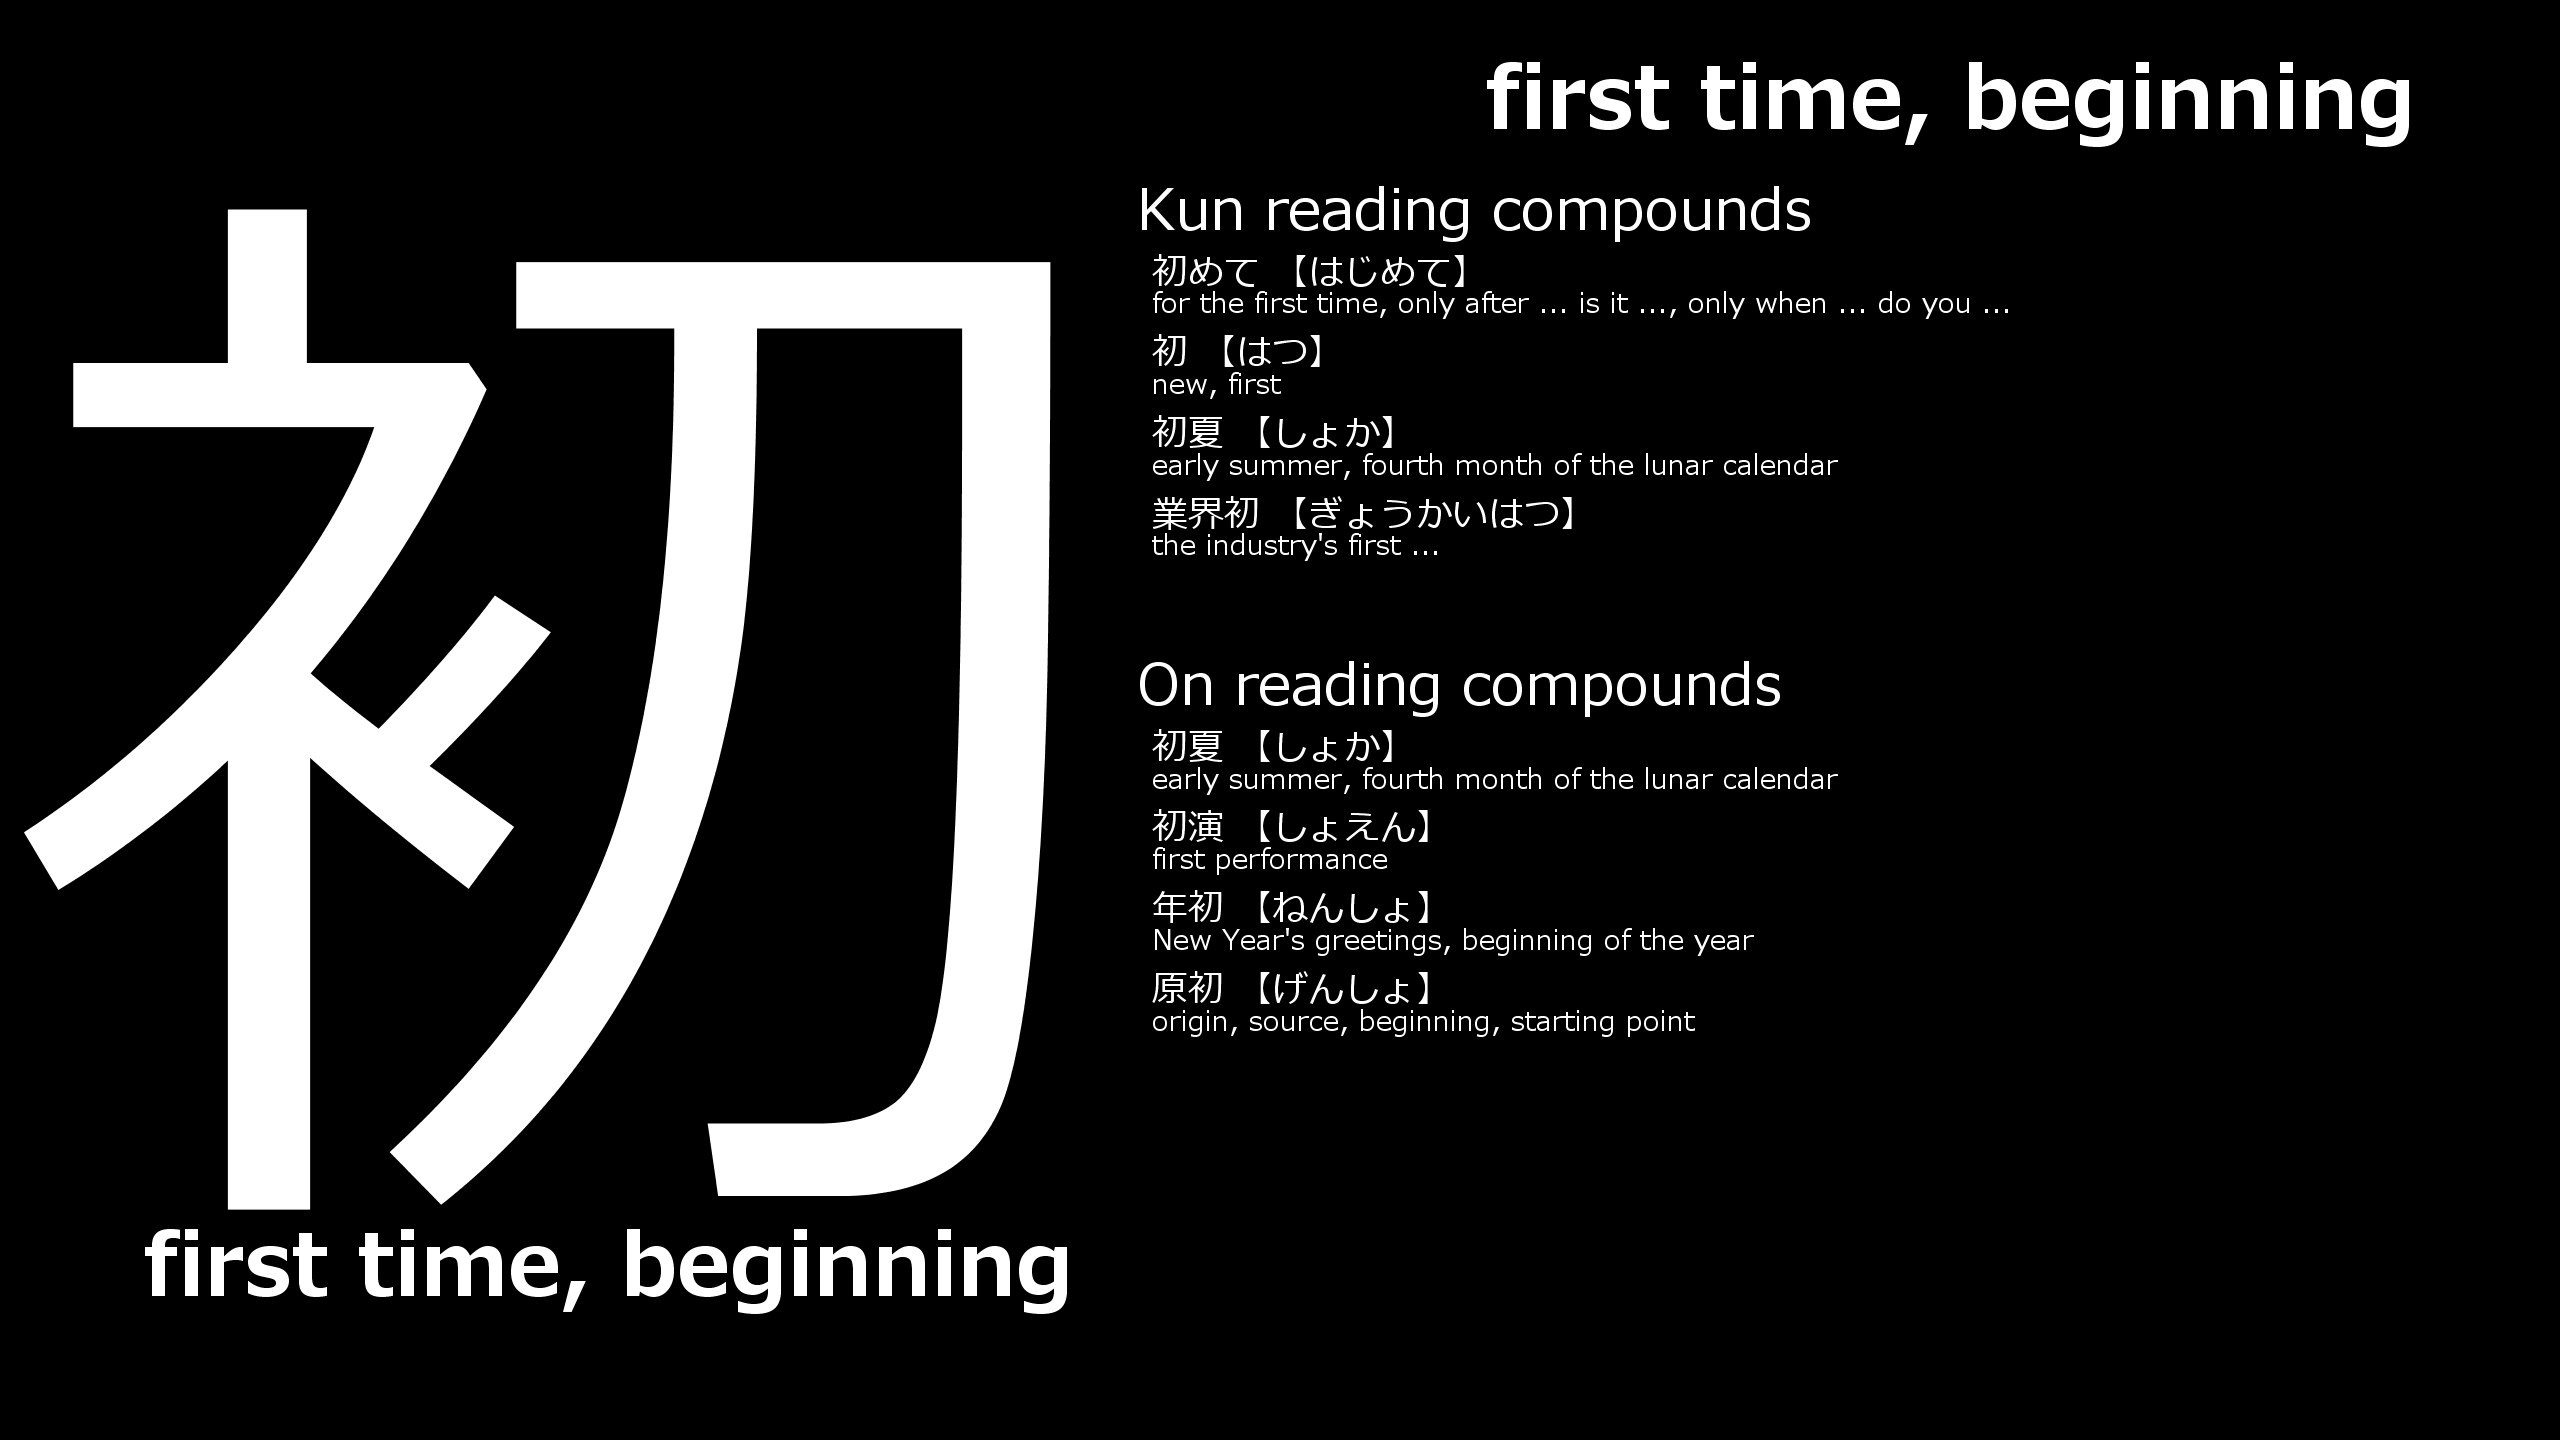 first time, beginning
初
first time, beginning
Kun reading compounds
初めて 【はじめて】
for the first time, only after ... is it ..., only when ... do you ...
初 【はつ】
new, first
初夏 【しょか】
early summer, fourth month of the lunar calendar
業界初 【ぎょうかいはつ】
the industry's first ...
On reading compounds
初夏 【しょか】
early summer, fourth month of the lunar calendar
初演 【しょえん】
first performance
年初 【ねんしょ】
New Year's greetings, beginning of the year
原初 【げんしょ】
origin, source, beginning, starting point